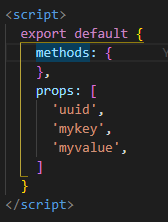 <script>
export default {
methods: {
},
props: [
'uuid',
'mykey',
'myvalue',
]
}
</script>